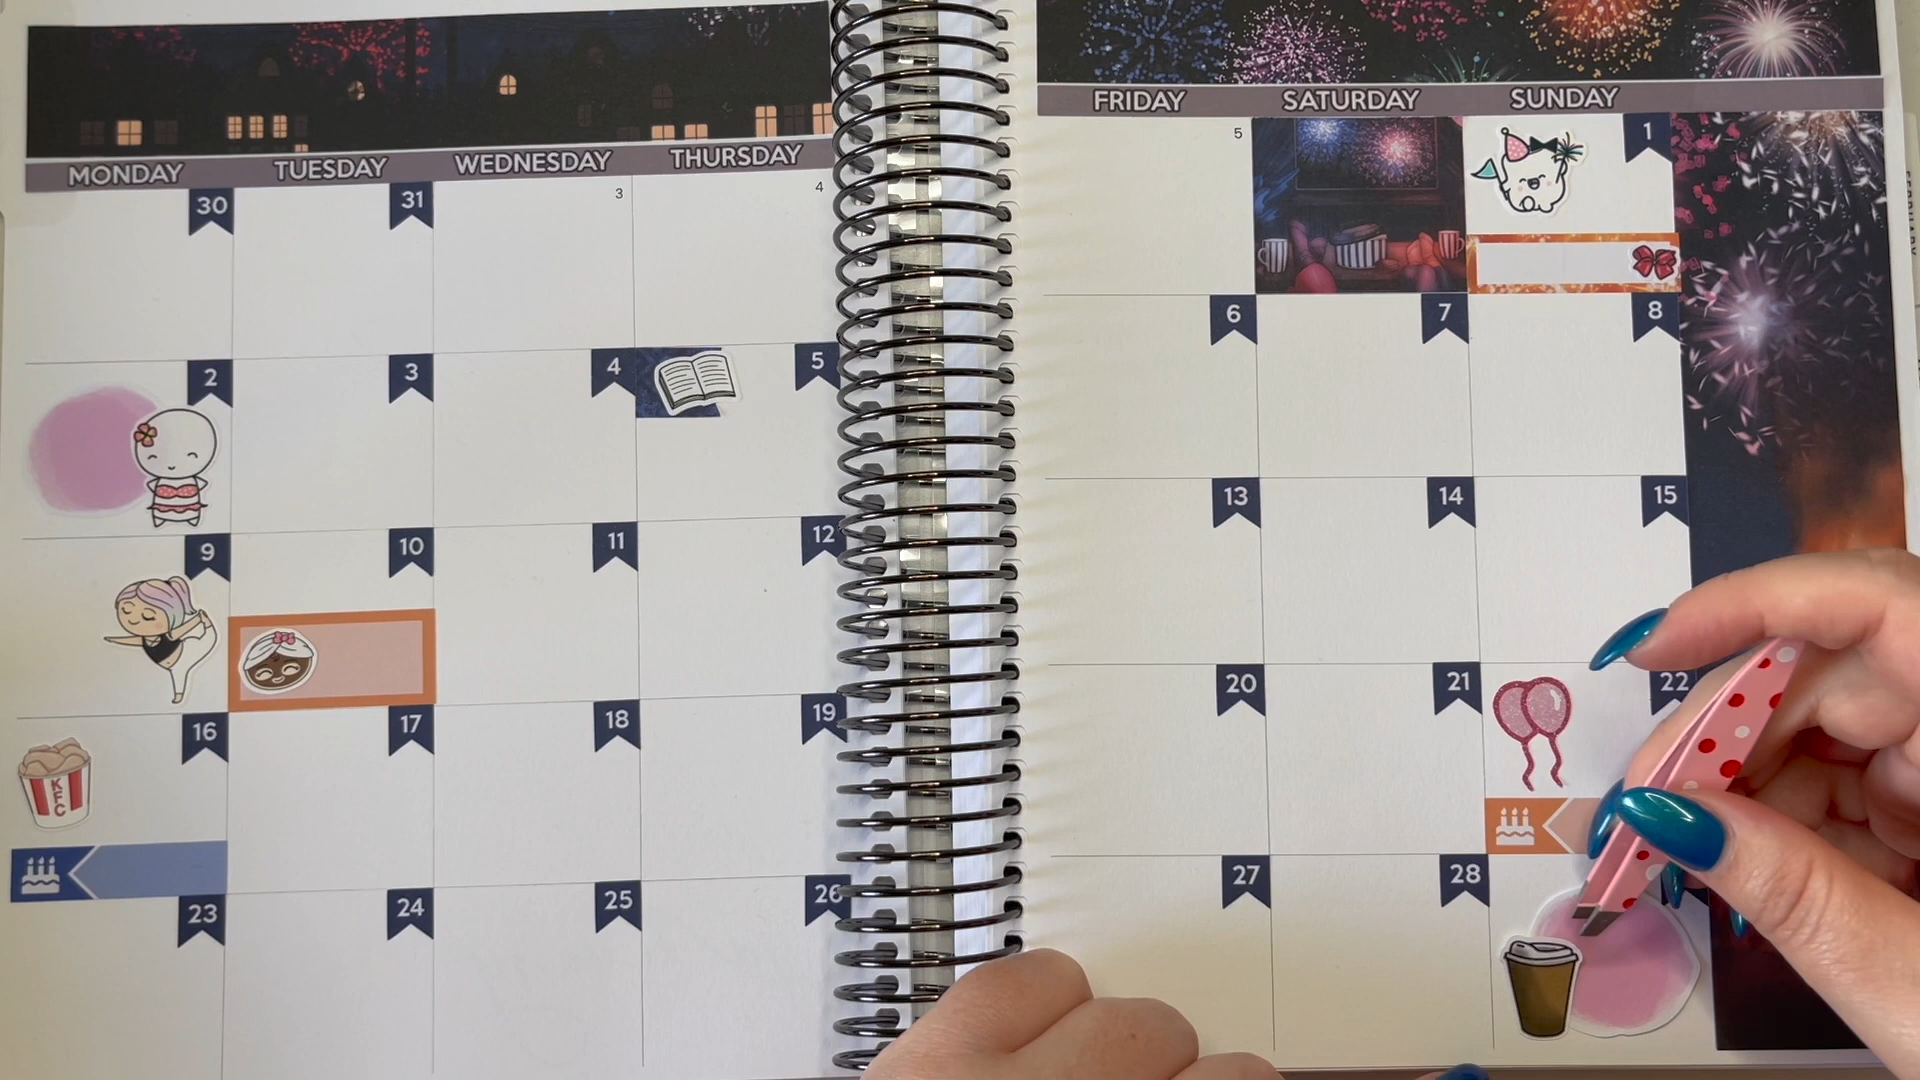 MONDAY TUESDAY WEDNESDAY THURSDAY FRIDAY SATURDAY SUNDAY
30 31 3 4 5 1
2 3 4 5 6 7 8
9 10 11 12 13 14 15
16 17 18 19 20 21 22
KFC
23 24 25 26 27 28
FEBRUARY